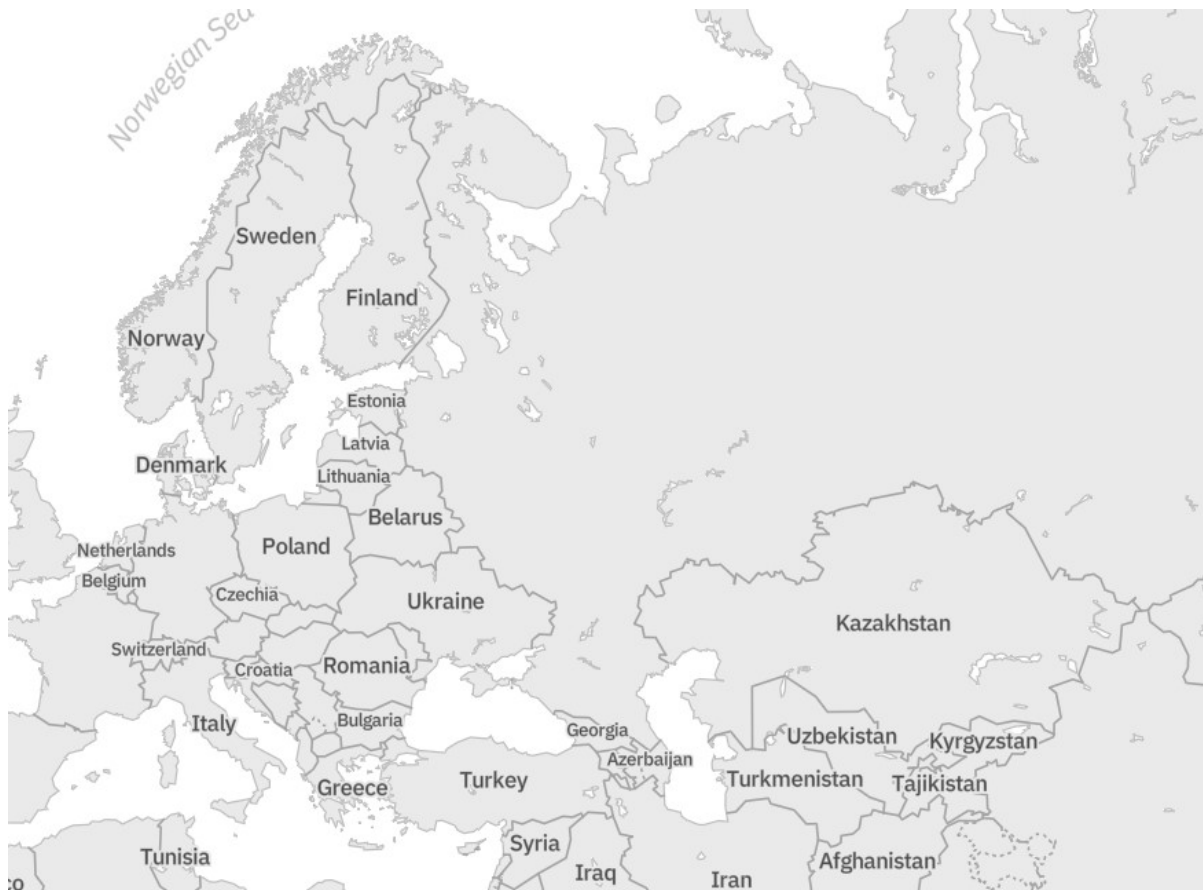 Norwegian Sea
Sweden
Finland
Norway
Estonia
Latvia
Denmark
Lithuania
Belarus
Netherlands
Poland
Belgium
Czechia
Ukraine
Kazakhstan
Switzerland
Croatia
Romania
Italy
Bulgaria
Georgia
Uzbekistan
Kyrgyzstan
Azerbaijan
Greece
Turkey
Turkmenistan
Tajikistan
Tunisia
Syria
Iraq
Iran
Afghanistan
co